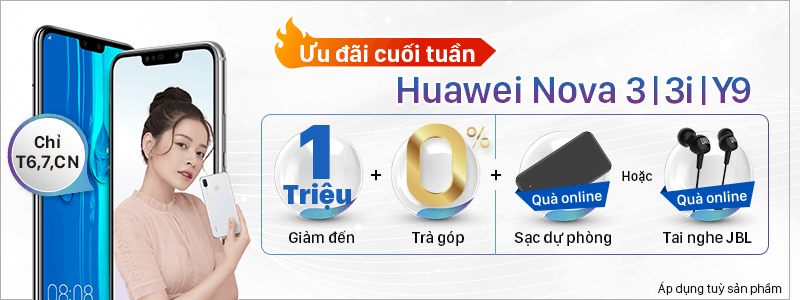 Ưu đãi cuối tuần
Huawei Nova 3|3i|Y9
Chỉ
T6,7,CN
1
Triệu
Giảm đến
+
0%
Trả góp
+
Quà online
Sạc dự phòng
Hoặc
JBL
Quà online
Tai nghe JBL
08:08
Áp dụng tuỳ sản phẩm